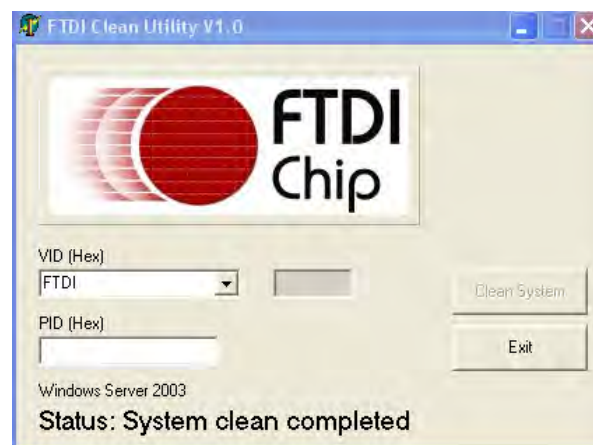 FTDI Clean Utility V1.0
FTDI
Chip
VID (Hex)
FTDI
Clean System
PID (Hex)
Exit
Windows Server 2003
Status: System clean completed